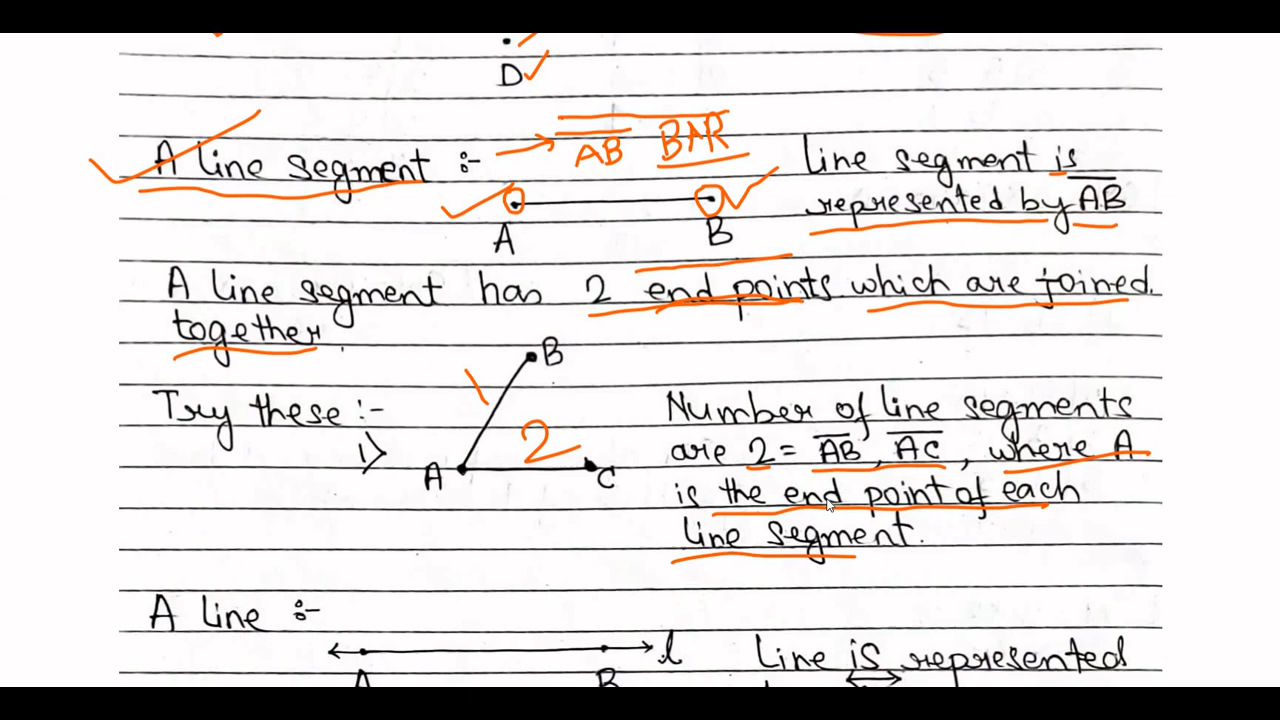 D
A line segment :-
AB BAR
A B
Line segment is
represented by AB
A line segment has 2 end points which are joined
together.
Try these :-
1>
B
1
2
A C
Number of line segments
are 2 = AB, AC, where A
is the end point of each
line segment.
A line :-
l
A B
Line is represented